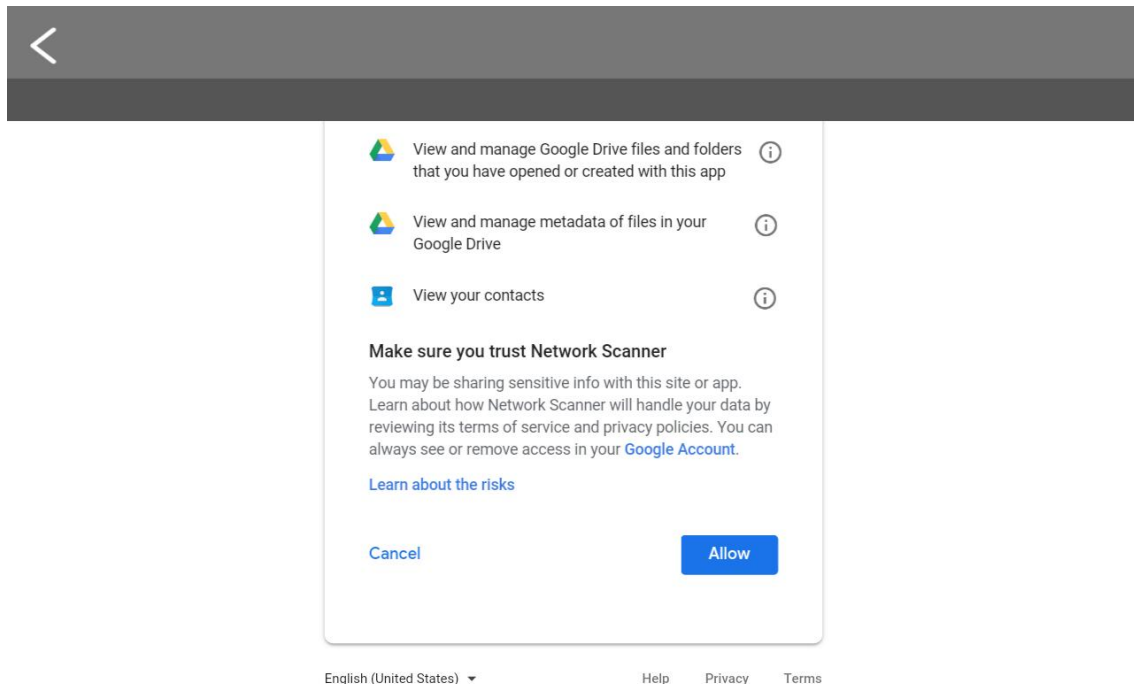 View and manage Google Drive files and folders
that you have opened or created with this app
View and manage metadata of files in your
Google Drive
View your contacts
Make sure you trust Network Scanner
You may be sharing sensitive info with this site or app.
Learn about how Network Scanner will handle your data by
reviewing its terms of service and privacy policies. You can
always see or remove access in your Google Account.
Learn about the risks
Cancel Allow
English (United States) Help Privacy Terms